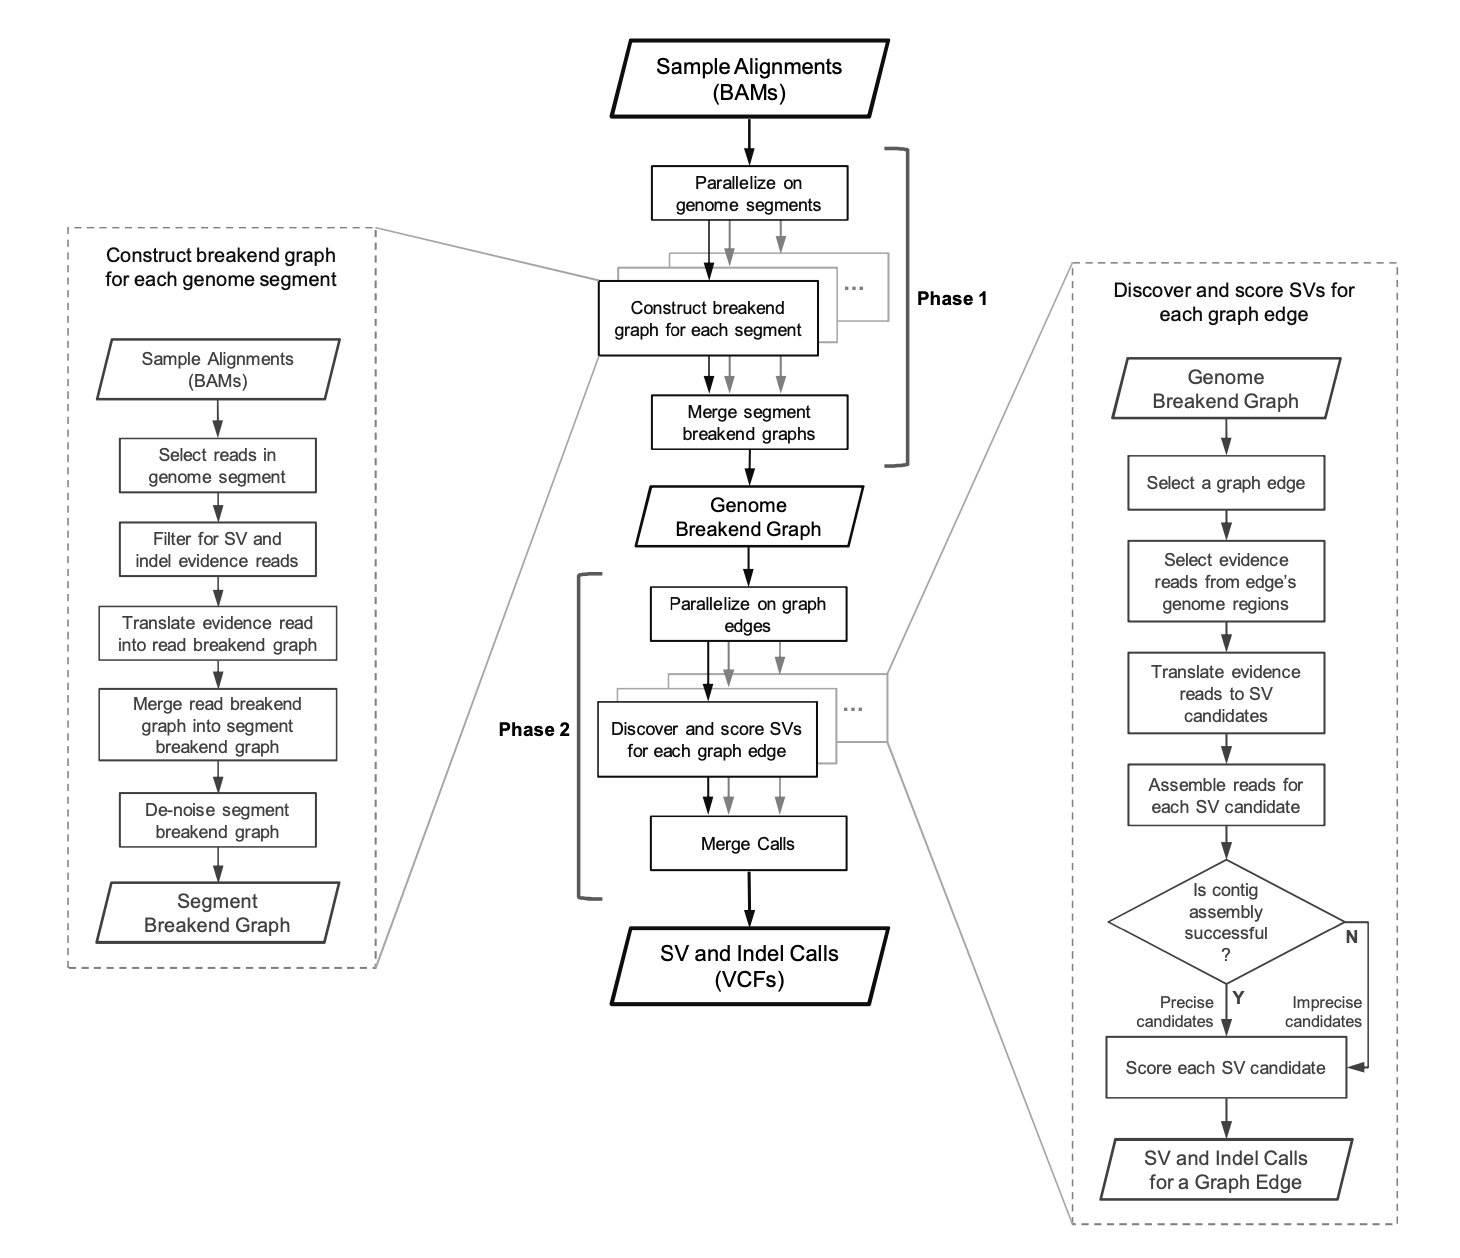 Sample Alignments
(BAMs)
Parallelize on
genome segments
...
Construct breakend
graph for each segment
Phase 1
Merge segment
breakend graphs
Genome
Breakend Graph
Parallelize on graph
edges
...
Phase 2
Discover and score SVs
for each graph edge
Merge Calls
SV and Indel Calls
(VCFs)
Construct breakend graph
for each genome segment
Sample Alignments
(BAMs)
Select reads in
genome segment
Filter for SV and
indel evidence reads
Translate evidence read
into read breakend graph
Merge read breakend
graph into segment
breakend graph
De-noise segment
breakend graph
Segment
Breakend Graph
Discover and score SVs for
each graph edge
Genome
Breakend Graph
Select a graph edge
Select evidence
reads from edge's
genome regions
Translate evidence
reads to SV
candidates
Assemble reads for
each SV candidate
Is contig
assembly
successful
?
N
Y
Precise
candidates
Imprecise
candidates
Score each SV candidate
SV and Indel Calls
for a Graph Edge